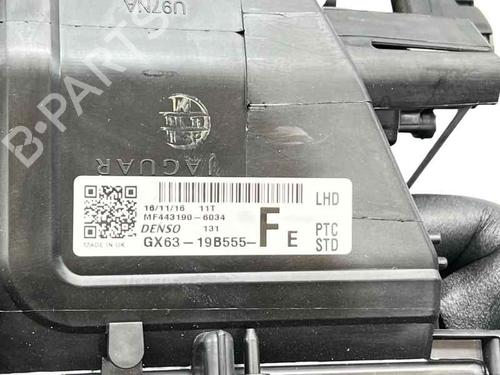 U97NA
B-PARTS
JAGUAR
16/11/16 11T
MF443190-6034
DENSO 131
GX63-19B555-FE
MADE IN UK
LHD
PTC
STD